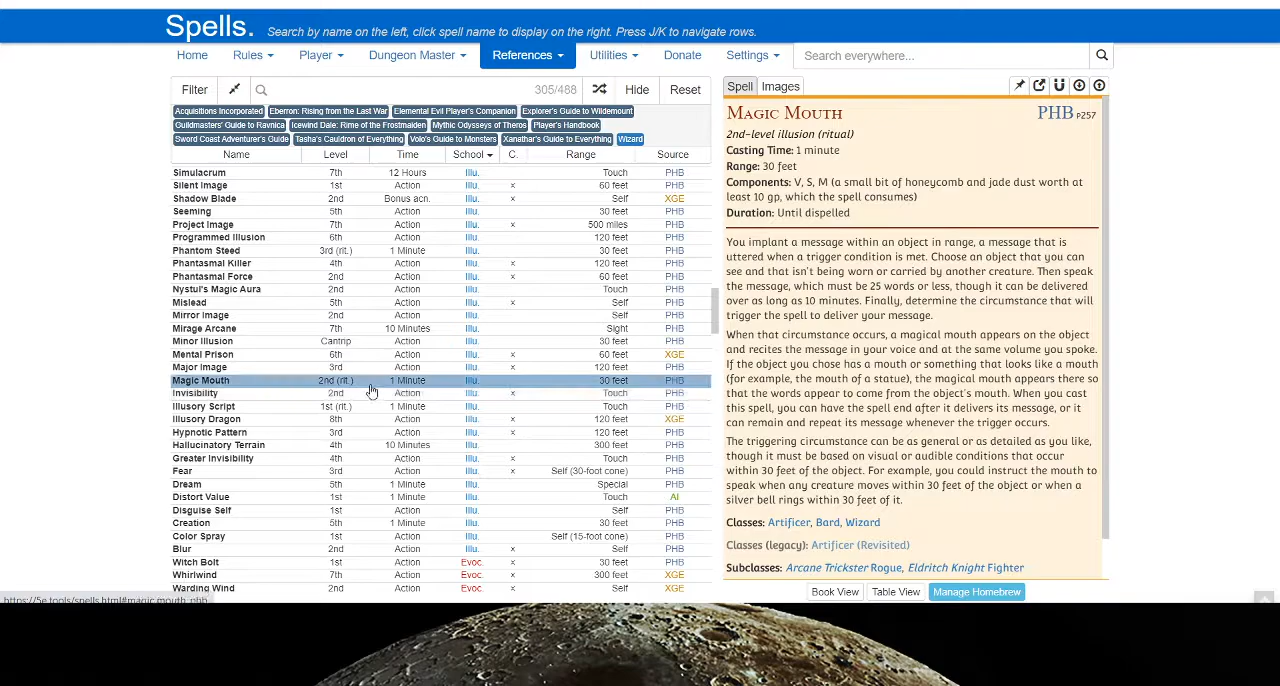 Spells. Search by name on the left, click spell name to display on the right. Press J/K to navigate rows.
Home Rules Player Dungeon Master References Utilities Donate Settings Search everywhere...
Filter 305/488 Hide Reset
Acquisitions Incorporated Eberron: Rising from the Last War Elemental Evil Player's Companion Explorer's Guide to Wildemount
Guildmasters' Guide to Ravnica Icewind Dale: Rime of the Frostmaiden Mythic Odysseys of Theros Player's Handbook
Sword Coast Adventurer's Guide Tasha's Cauldron of Everything Volo's Guide to Monsters Xanathar's Guide to Everything Wizard
Name Level Time School C. Range Source
Simulacrum 7th 12 Hours Illu. Touch PHB
Silent Image 1st Action Illu. × 60 feet PHB
Shadow Blade 2nd Bonus acn. Illu. × Self XGE
Seeming 5th Action Illu. 30 feet PHB
Project Image 7th Action Illu. × 500 miles PHB
Programmed Illusion 6th Action Illu. 120 feet PHB
Phantom Steed 3rd (rit.) 1 Minute Illu. 30 feet PHB
Phantasmal Killer 4th Action Illu. × 120 feet PHB
Phantasmal Force 2nd Action Illu. × 60 feet PHB
Nystul's Magic Aura 2nd Action Illu. Touch PHB
Mislead 5th Action Illu. × Self PHB
Mirror Image 2nd Action Illu. Self PHB
Mirage Arcane 7th 10 Minutes Illu. Sight PHB
Minor Illusion Cantrip Action Illu. 30 feet PHB
Mental Prison 6th Action Illu. × 60 feet XGE
Major Image 3rd Action Illu. × 120 feet PHB
Magic Mouth 2nd (rit.) 1 Minute Illu. 30 feet PHB
Invisibility 2nd Action Illu. × Touch PHB
Illusory Script 1st (rit.) 1 Minute Illu. Touch PHB
Illusory Dragon 8th Action Illu. × 120 feet XGE
Hypnotic Pattern 3rd Action Illu. × 120 feet PHB
Hallucinatory Terrain 4th 10 Minutes Illu. 300 feet PHB
Greater Invisibility 4th Action Illu. × Touch PHB
Fear 3rd Action Illu. × Self (30-foot cone) PHB
Dream 5th 1 Minute Illu. Special PHB
Distort Value 1st 1 Minute Illu. Touch AI
Disguise Self 1st Action Illu. Self PHB
Creation 5th 1 Minute Illu. 30 feet PHB
Color Spray 1st Action Illu. Self (15-foot cone) PHB
Blur 2nd Action Illu. × Self PHB
Witch Bolt 1st Action Evoc. × 30 feet PHB
Whirlwind 7th Action Evoc. × 300 feet XGE
Warding Wind 2nd Action Evoc. × Self XGE
https://5e.tools/spells.html#magic mouth_phb
Spell Images
MAGIC MOUTH PHB P257
2nd-level illusion (ritual)
Casting Time: 1 minute
Range: 30 feet
Components: V, S, M (a small bit of honeycomb and jade dust worth at
least 10 gp, which the spell consumes)
Duration: Until dispelled
You implant a message within an object in range, a message that is
uttered when a trigger condition is met. Choose an object that you can
see and that isn't being worn or carried by another creature. Then speak
the message, which must be 25 words or less, though it can be delivered
over as long as 10 minutes. Finally, determine the circumstance that will
trigger the spell to deliver your message.
When that circumstance occurs, a magical mouth appears on the object
and recites the message in your voice and at the same volume you spoke.
If the object you chose has a mouth or something that looks like a mouth
(for example, the mouth of a statue), the magical mouth appears there so
that the words appear to come from the object's mouth. When you cast
this spell, you can have the spell end after it delivers its message, or it
can remain and repeat its message whenever the trigger occurs.
The triggering circumstance can be as general or as detailed as you like,
though it must be based on visual or audible conditions that occur
within 30 feet of the object. For example, you could instruct the mouth to
speak when any creature moves within 30 feet of the object or when a
silver bell rings within 30 feet of it.
Classes: Artificer, Bard, Wizard
Classes (legacy): Artificer (Revisited)
Subclasses: Arcane Trickster Rogue, Eldritch Knight Fighter
Book View Table View Manage Homebrew